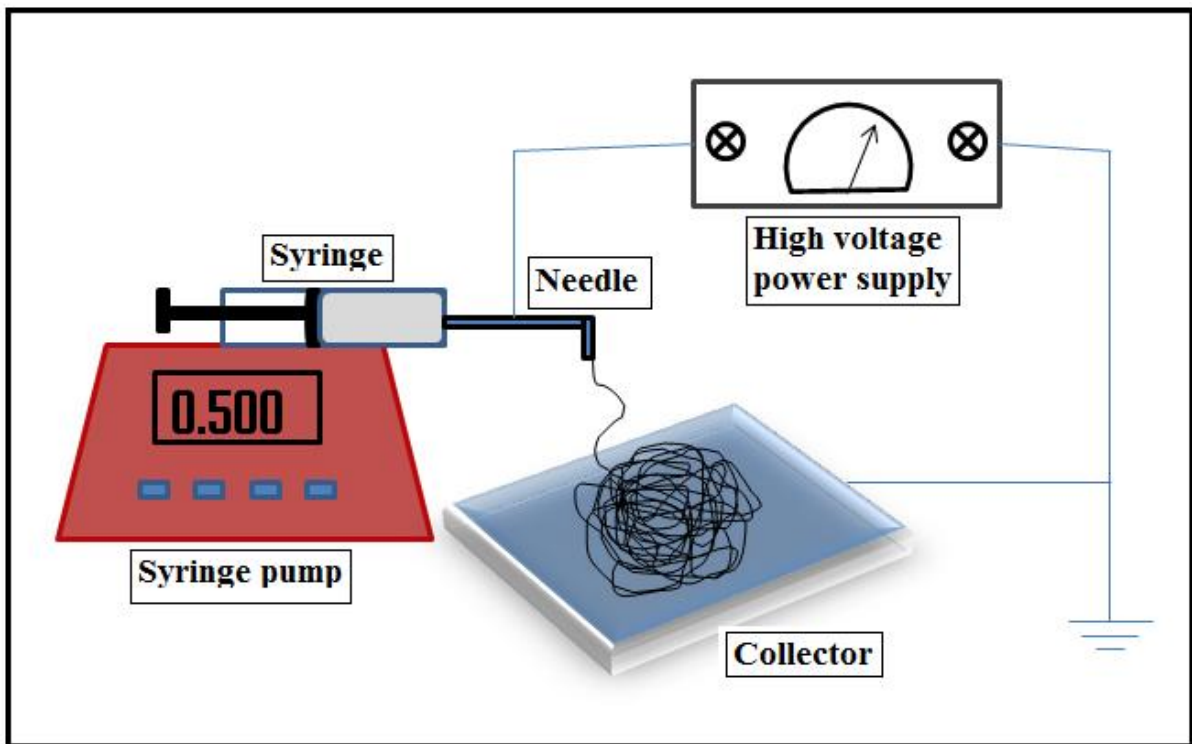 High voltage
power supply
Syringe
Needle
0.500
Syringe pump
Collector